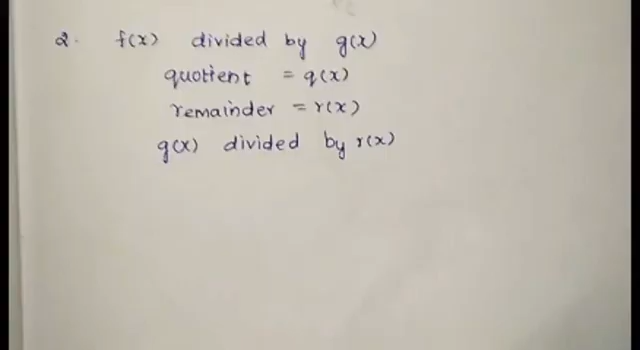 2. f(x) divided by g(x)
quotient = q(x)
remainder = r(x)
g(x) divided by r(x)